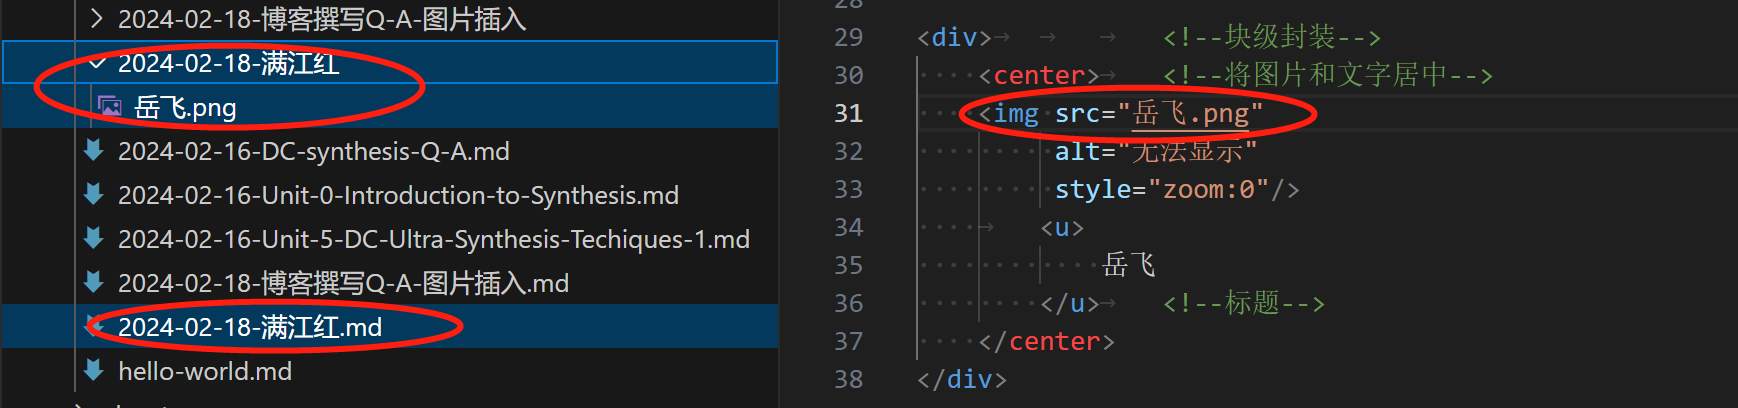 2024-02-18-博客撰写Q-A-图片插入
2024-02-18-满江红
岳飞.png
2024-02-16-DC-synthesis-Q-A.md
2024-02-16-Unit-0-Introduction-to-Synthesis.md
2024-02-16-Unit-5-DC-Ultra-Synthesis-Techiques-1.md
2024-02-18-博客撰写Q-A-图片插入.md
2024-02-18-满江红.md
hello-world.md
28
29 <div> <!--块级封装-->
30 <center> <!--将图片和文字居中-->
31 <img src="岳飞.png"
32 alt="无法显示"
33 style="zoom:0"/>
34 <u>
35 岳飞
36 </u> <!--标题-->
37 </center>
38 </div>